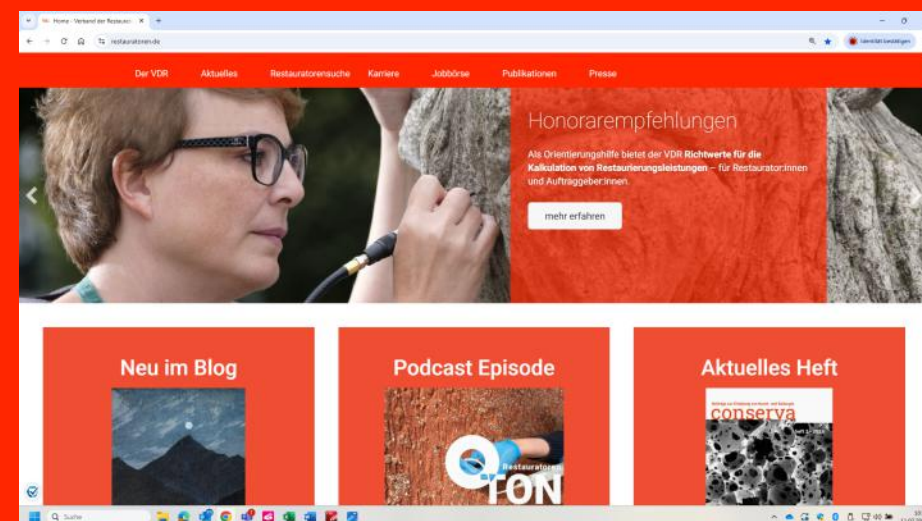 Home - Verband der Restaurat
restauratoren.de
Identität bestätigen
Der VDR Aktuelles Restauratorensuche Karriere Jobbörse Publikationen Presse
Honorarempfehlungen
Als Orientierungshilfe bietet der VDR Richtwerte für die
Kalkulation von Restaurierungsleistungen – für Restaurator:innen
und Auftraggeber:innen.
mehr erfahren
Neu im Blog
Podcast Episode
Restauratoren
O TON
Aktuelles Heft
conserva
Suche